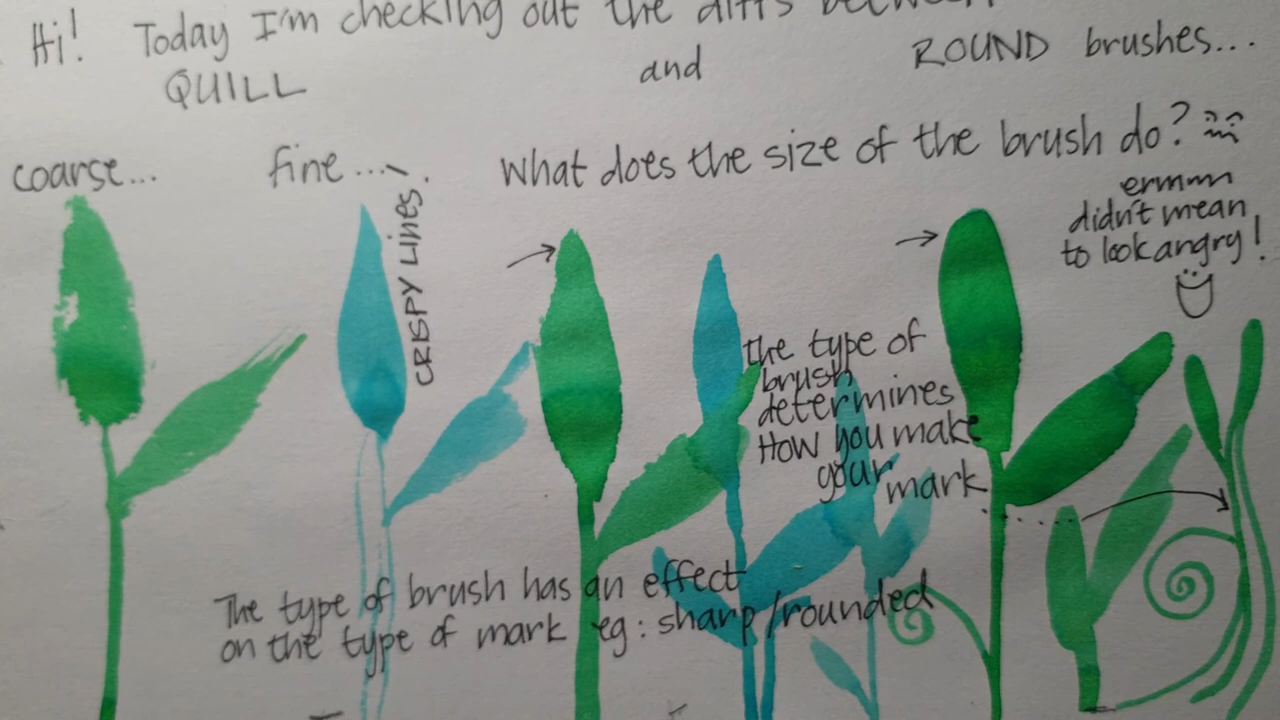 Hi! Today I'm checking out the diffs between
QUILL and ROUND brushes...
coarse... fine...
CRISPY LINES!
What does the size of the brush do?
ermmm
didn't mean
to look angry!
the type of
brush
determines
HOW you make
your mark
The type of brush has an effect
on the type of mark eg: sharp/rounded